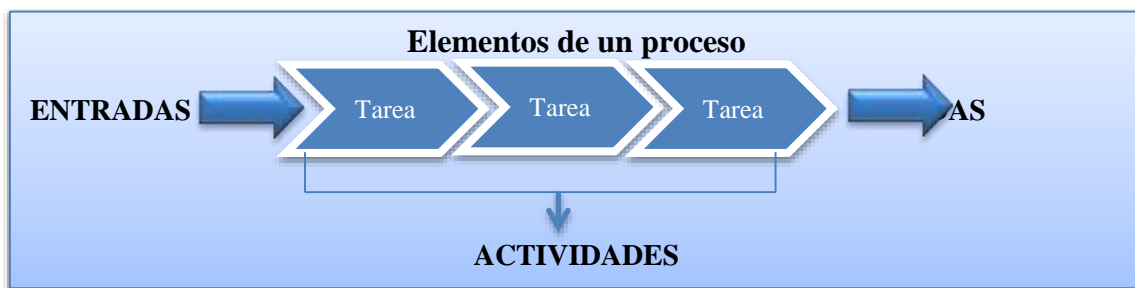 Elementos de un proceso
ENTRADAS Tarea Tarea Tarea
ACTIVIDADES